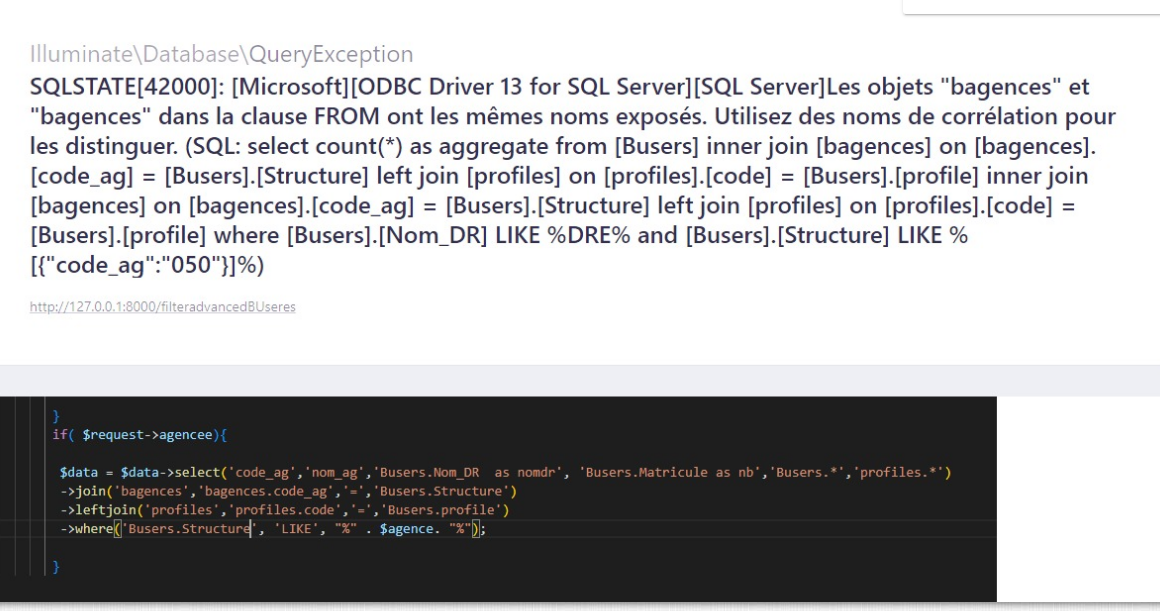 Illuminate\Database\QueryException
SQLSTATE[42000]: [Microsoft][ODBC Driver 13 for SQL Server][SQL Server]Les objets "bagences" et
"bagences" dans la clause FROM ont les mêmes noms exposés. Utilisez des noms de corrélation pour
les distinguer. (SQL: select count(*) as aggregate from [Busers] inner join [bagences] on [bagences].
[code_ag] = [Busers].[Structure] left join [profiles] on [profiles].[code] = [Busers].[profile] inner join
[bagences] on [bagences].[code_ag] = [Busers].[Structure] left join [profiles] on [profiles].[code] =
[Busers].[profile] where [Busers].[Nom_DR] LIKE %DRE% and [Busers].[Structure] LIKE %
[{"code_ag":"050"}]%)
http://127.0.0.1:8000/filteradvancedBUseres
}
if( $request->agencee){
$data = $data->select('code_ag','nom_ag','Busers.Nom_DR  as nomdr', 'Busers.Matricule as nb','Busers.*','profiles.*')
->join('bagences','bagences.code_ag','=','Busers.Structure')
->leftjoin('profiles','profiles.code','=','Busers.profile')
->where('Busers.Structure', 'LIKE', "%" . $agence. "%");
}